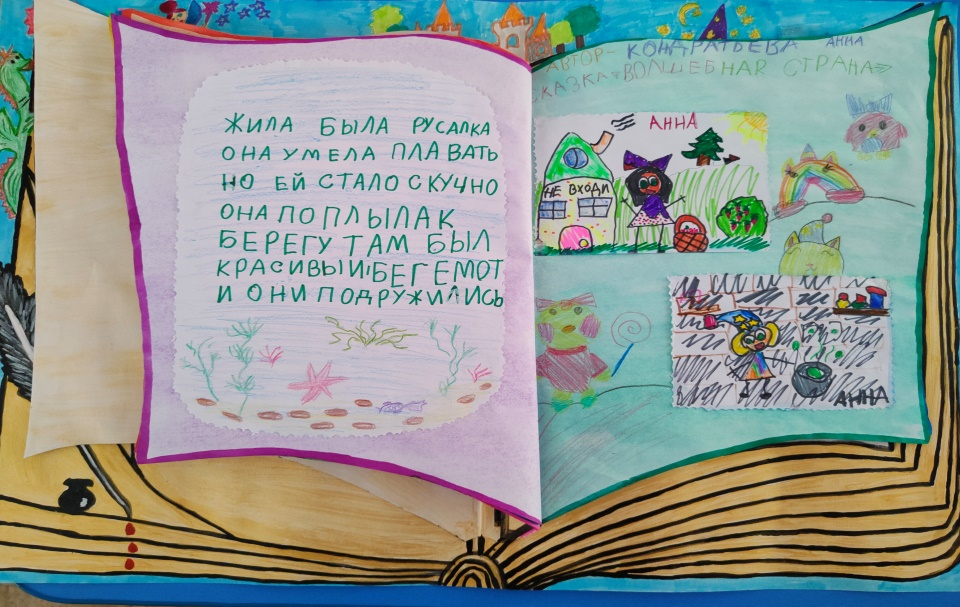 ЖИЛА БЫЛА РУСАЛКА
ОНА УМЕЛА ПЛАВАТЬ
НО ЕЙ СТАЛО СКУЧНО
ОНА ПОПЛЫЛА К
БЕРЕГУ ТАМ БЫЛ
КРАСИВЫЙ БЕГЕМОТ
И ОНИ ПОДРУЖИЛИСЬ
АВТОР - КОНДРАТЬЕВА АННА
СКАЗКА «ВОЛШЕБНАЯ СТРАНА»
АННА
НЕ ВХОДИ
АННА